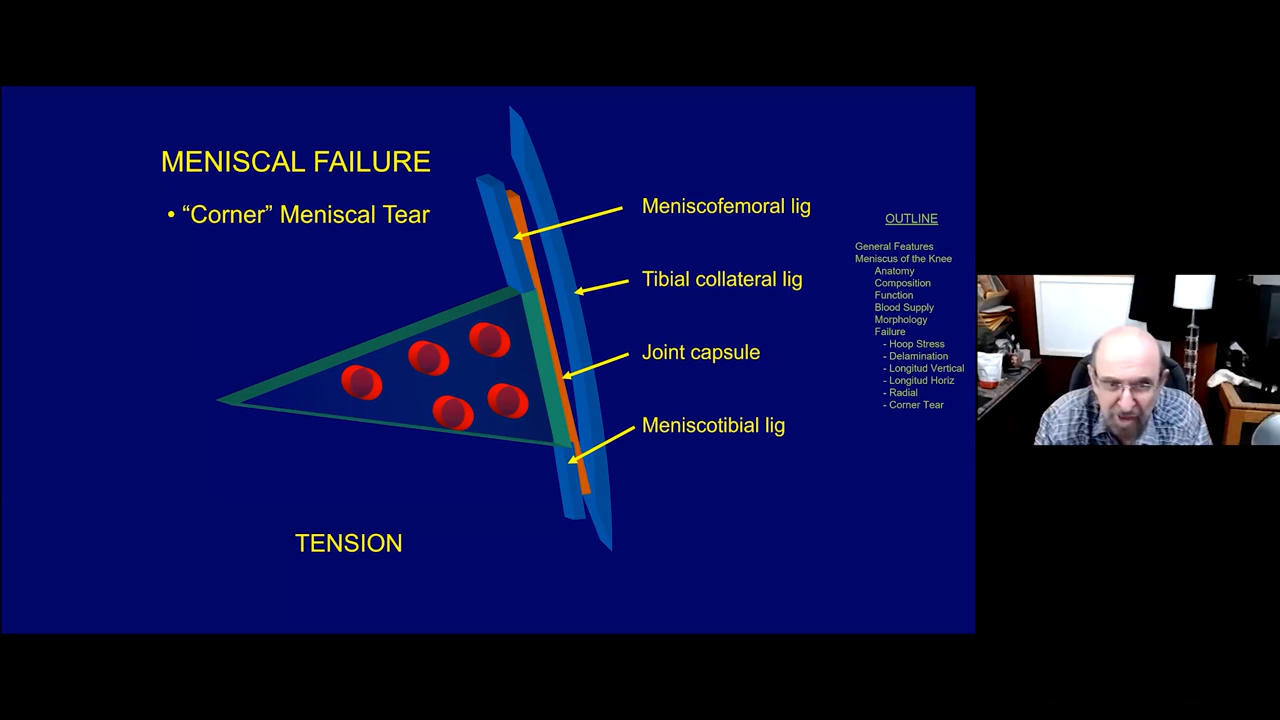 MENISCAL FAILURE
• “Corner” Meniscal Tear
Meniscofemoral lig
Tibial collateral lig
Joint capsule
Meniscotibial lig
TENSION
OUTLINE
General Features
Meniscus of the Knee
Anatomy
Composition
Function
Blood Supply
Morphology
Failure
- Hoop Stress
- Delamination
- Longitud Vertical
- Longitud Horiz
- Radial
- Corner Tear